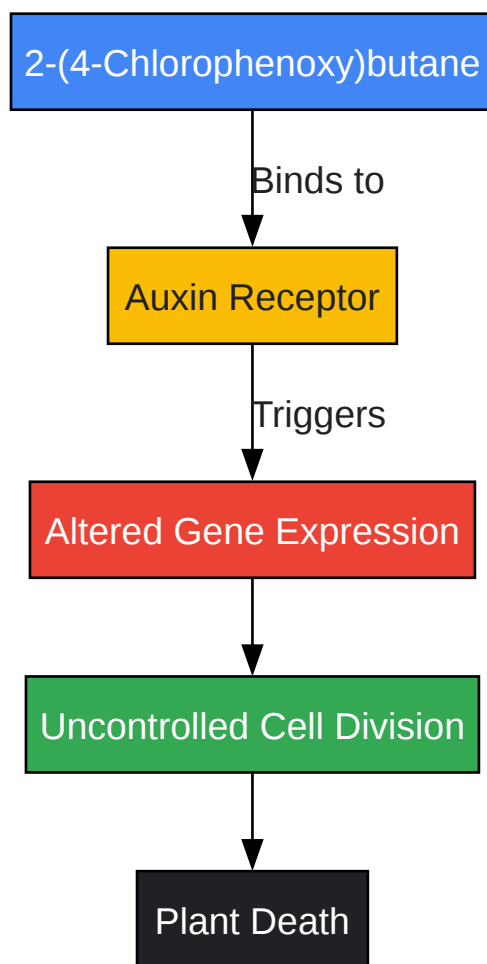 2-(4-Chlorophenoxy)butane
Binds to
Auxin Receptor
Triggers
Altered Gene Expression
Uncontrolled Cell Division
Plant Death